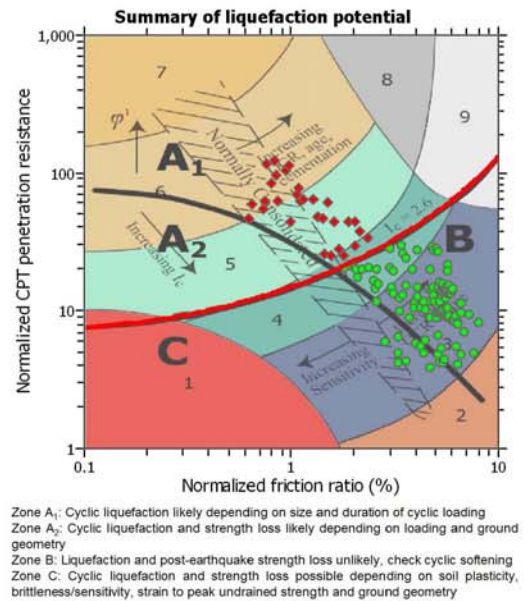 Summary of liquefaction potential
1,000
100
10
1
0.1
1
10
Normalized CPT penetration resistance
Normalized friction ratio (%)
7
8
9
φ'
A1
Increasing
OCR, age,
cementation
Normally Consolidated
6
A2
Increasing Ic
5
Ic = 2.6
B
4
3
C
1
Increasing
Sensitivity
2
Zone A₁: Cyclic liquefaction likely depending on size and duration of cyclic loading
Zone A₂: Cyclic liquefaction and strength loss likely depending on loading and ground
geometry
Zone B: Liquefaction and post-earthquake strength loss unlikely, check cyclic softening
Zone C: Cyclic liquefaction and strength loss possible depending on soil plasticity,
brittleness/sensitivity, strain to peak undrained strength and ground geometry